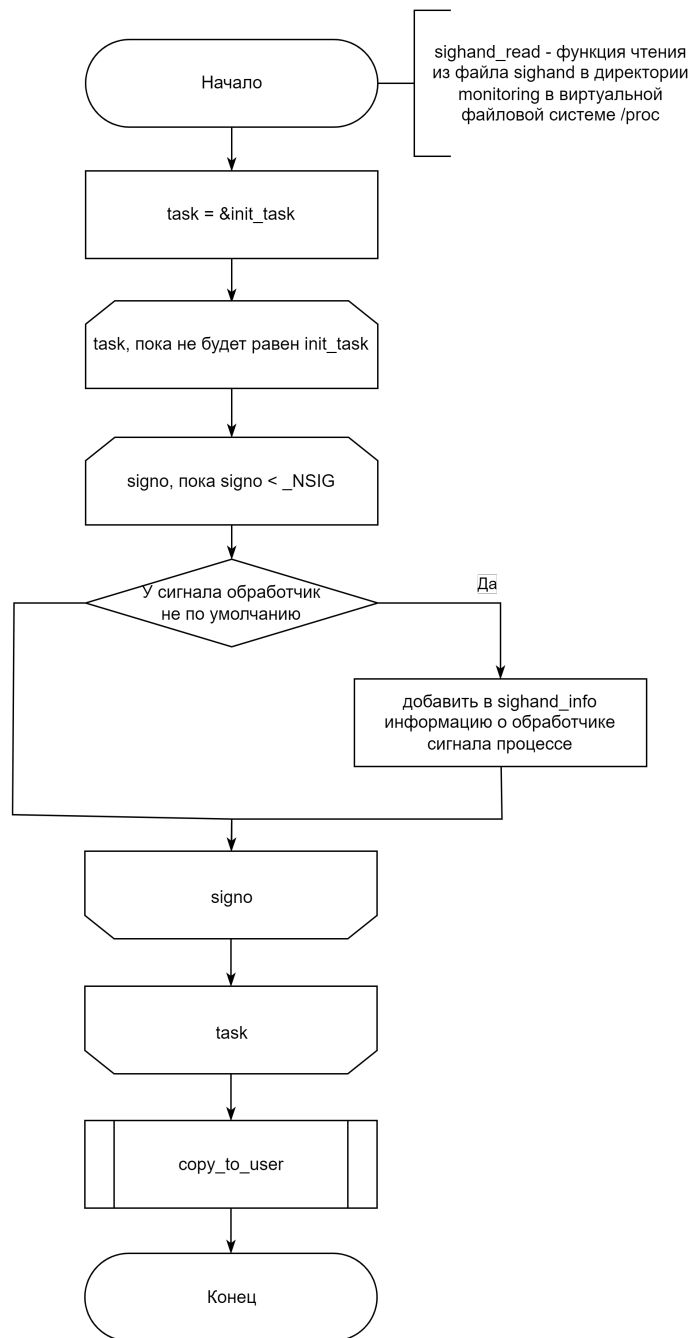 Начало
sighand_read - функция чтения
из файла sighand в директории
monitoring в виртуальной
файловой системе /proc
task = &init_task
task, пока не будет равен init_task
signo, пока signo < _NSIG
У сигнала обработчик
не по умолчанию
Да
добавить в sighand_info
информацию о обработчике
сигнала процессе
signo
task
copy_to_user
Конец